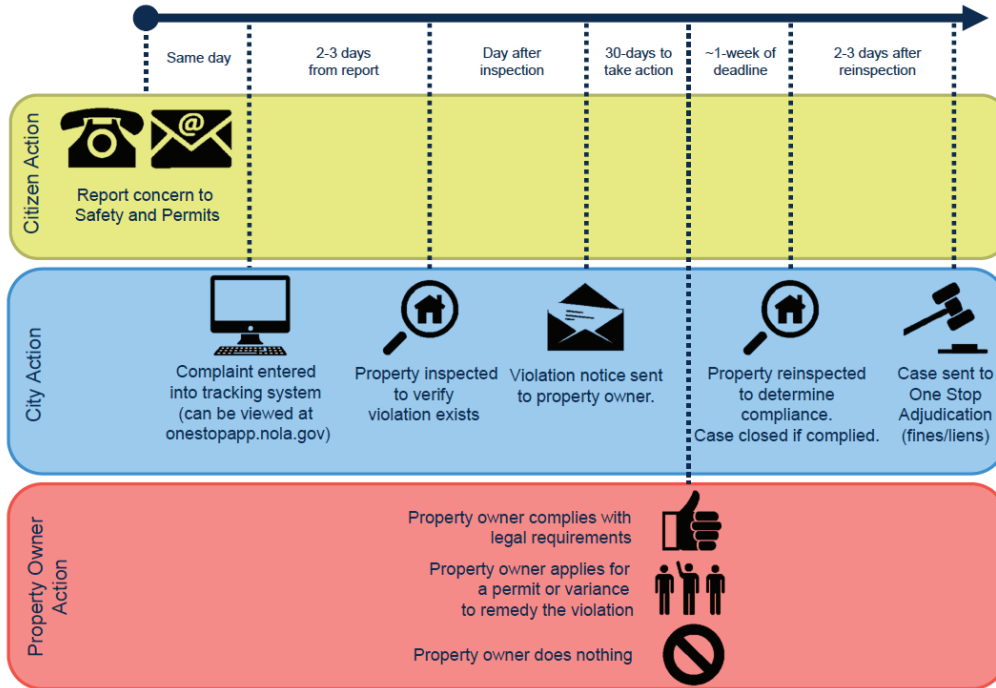 Same day
2-3 days
from report
Day after
inspection
30-days to
take action
~1-week of
deadline
2-3 days after
reinspection
Citizen Action
@
Report concern to
Safety and Permits
City Action
Complaint entered
into tracking system
(can be viewed at
onestopapp.nola.gov)
Property inspected
to verify
violation exists
Violation notice sent
to property owner.
Property reinspected
to determine
compliance.
Case closed if complied.
Case sent to
One Stop
Adjudication
(fines/liens)
Property Owner
Action
Property owner complies with
legal requirements
Property owner applies for
a permit or variance
to remedy the violation
Property owner does nothing